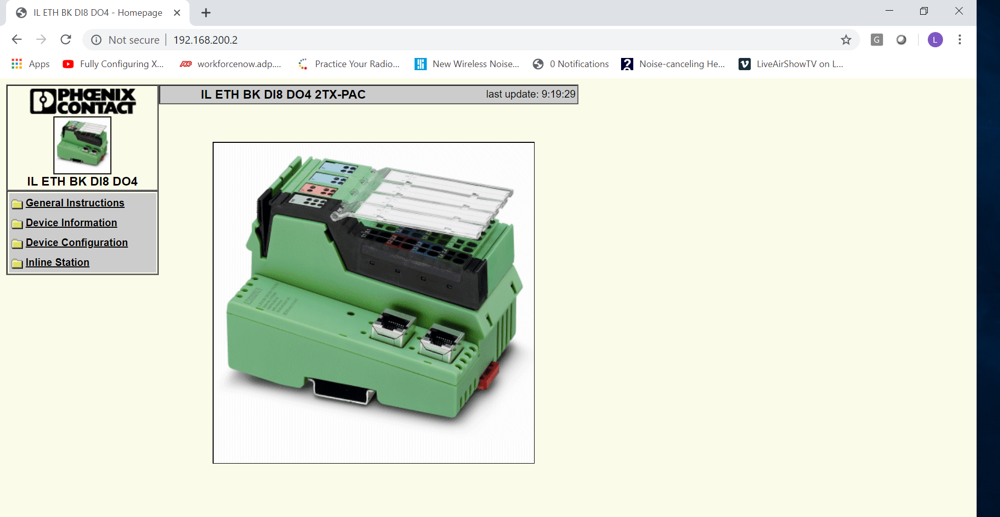 IL ETH BK DI8 DO4 - Homepage
Not secure 192.168.200.2
G
L
Apps Fully Configuring X... ADP workforcenow.adp.... Practice Your Radio... New Wireless Noise... 0 Notifications Noise-canceling He... LiveAirShowTV on L...
PHŒNIX
CONTACT
IL ETH BK DI8 DO4 2TX-PAC last update: 9:19:29
IL ETH BK DI8 DO4
General Instructions
Device Information
Device Configuration
Inline Station